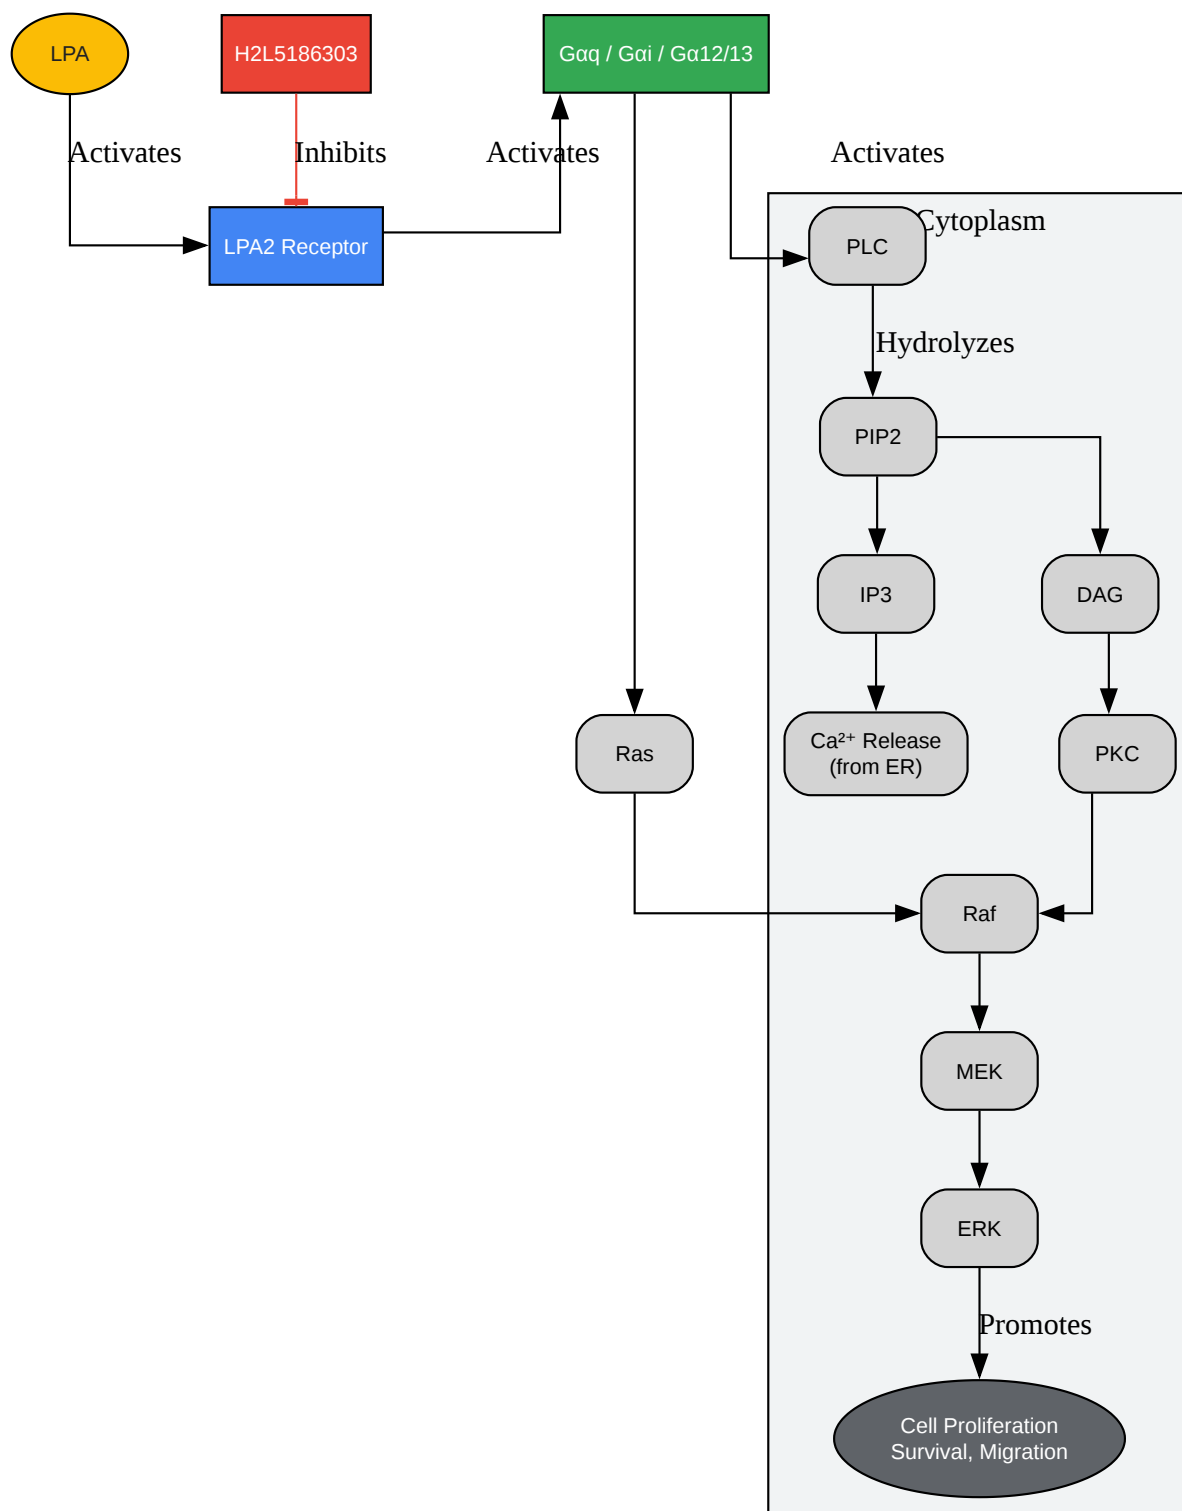 LPA
H2L5186303
Gαq / Gαi / Gα12/13
Activates
Inhibits
Activates
Activates
LPA2 Receptor
PLC
Cytoplasm
Hydrolyzes
PIP2
IP3
DAG
Ras
Ca²⁺ Release
(from ER)
PKC
Raf
MEK
ERK
Promotes
Cell Proliferation
Survival, Migration